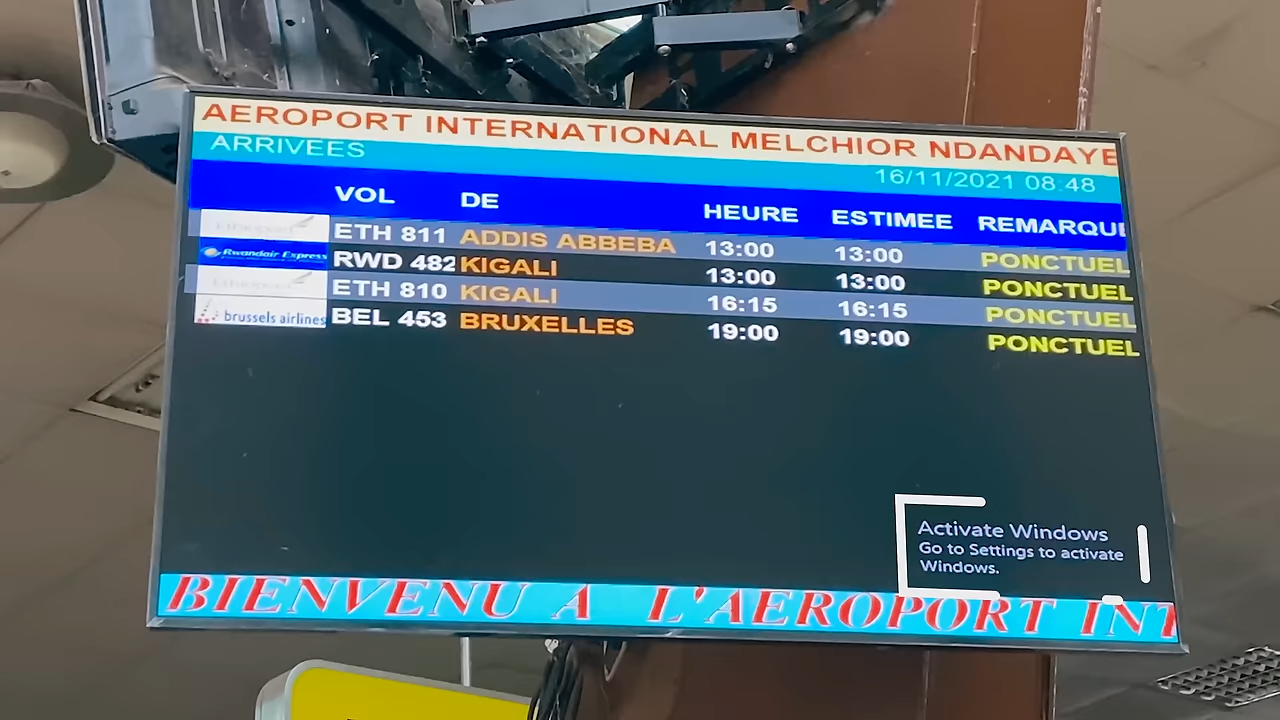 AEROPORT INTERNATIONAL MELCHIOR NDANDAYE
ARRIVEES
16/11/2021 08:48
VOL DE HEURE ESTIMEE REMARQU
ETH 811 ADDIS ABBEBA 13:00 13:00 PONCTUEL
Rwandair Express RWD 482 KIGALI 13:00 13:00 PONCTUEL
ETH 810 KIGALI 16:15 16:15 PONCTUEL
brussels airlines BEL 453 BRUXELLES 19:00 19:00 PONCTUEL
Activate Windows
Go to Settings to activate
Windows.
BIENVENU A L'AEROPORT INT